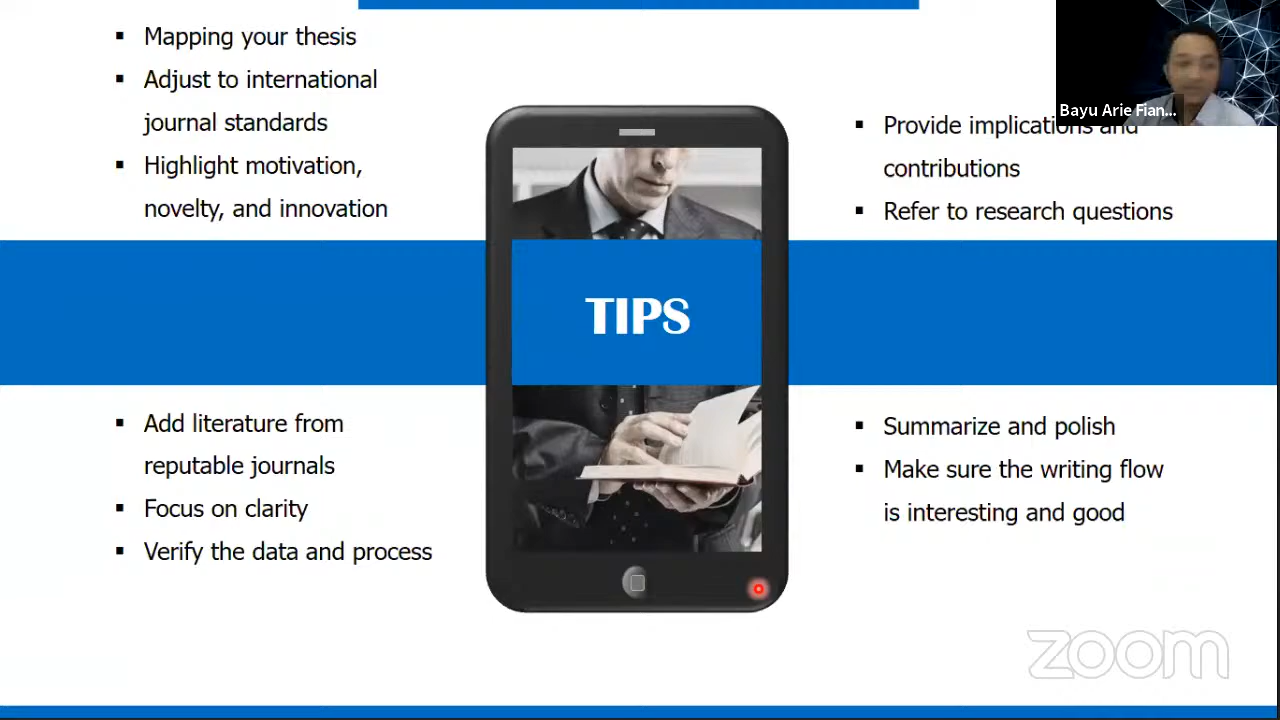 Mapping your thesis
Adjust to international
journal standards
Highlight motivation,
novelty, and innovation
Bayu Arie Fian...
Provide implications and
contributions
Refer to research questions
TIPS
Add literature from
reputable journals
Focus on clarity
Verify the data and process
Summarize and polish
Make sure the writing flow
is interesting and good
zoom